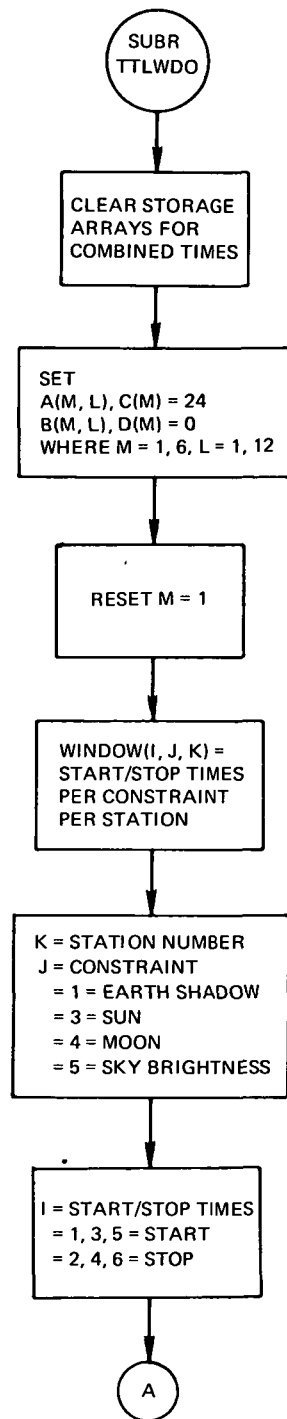 SUBR
TTLWDO
CLEAR STORAGE
ARRAYS FOR
COMBINED TIMES
SET
A(M, L), C(M) = 24
B(M, L), D(M) = 0
WHERE M = 1, 6, L = 1, 12
RESET M = 1
WINDOW(I, J, K) =
START/STOP TIMES
PER CONSTRAINT
PER STATION
K = STATION NUMBER
J = CONSTRAINT
= 1 = EARTH SHADOW
= 3 = SUN
= 4 = MOON
= 5 = SKY BRIGHTNESS
I = START/STOP TIMES
= 1, 3, 5 = START
= 2, 4, 6 = STOP
A